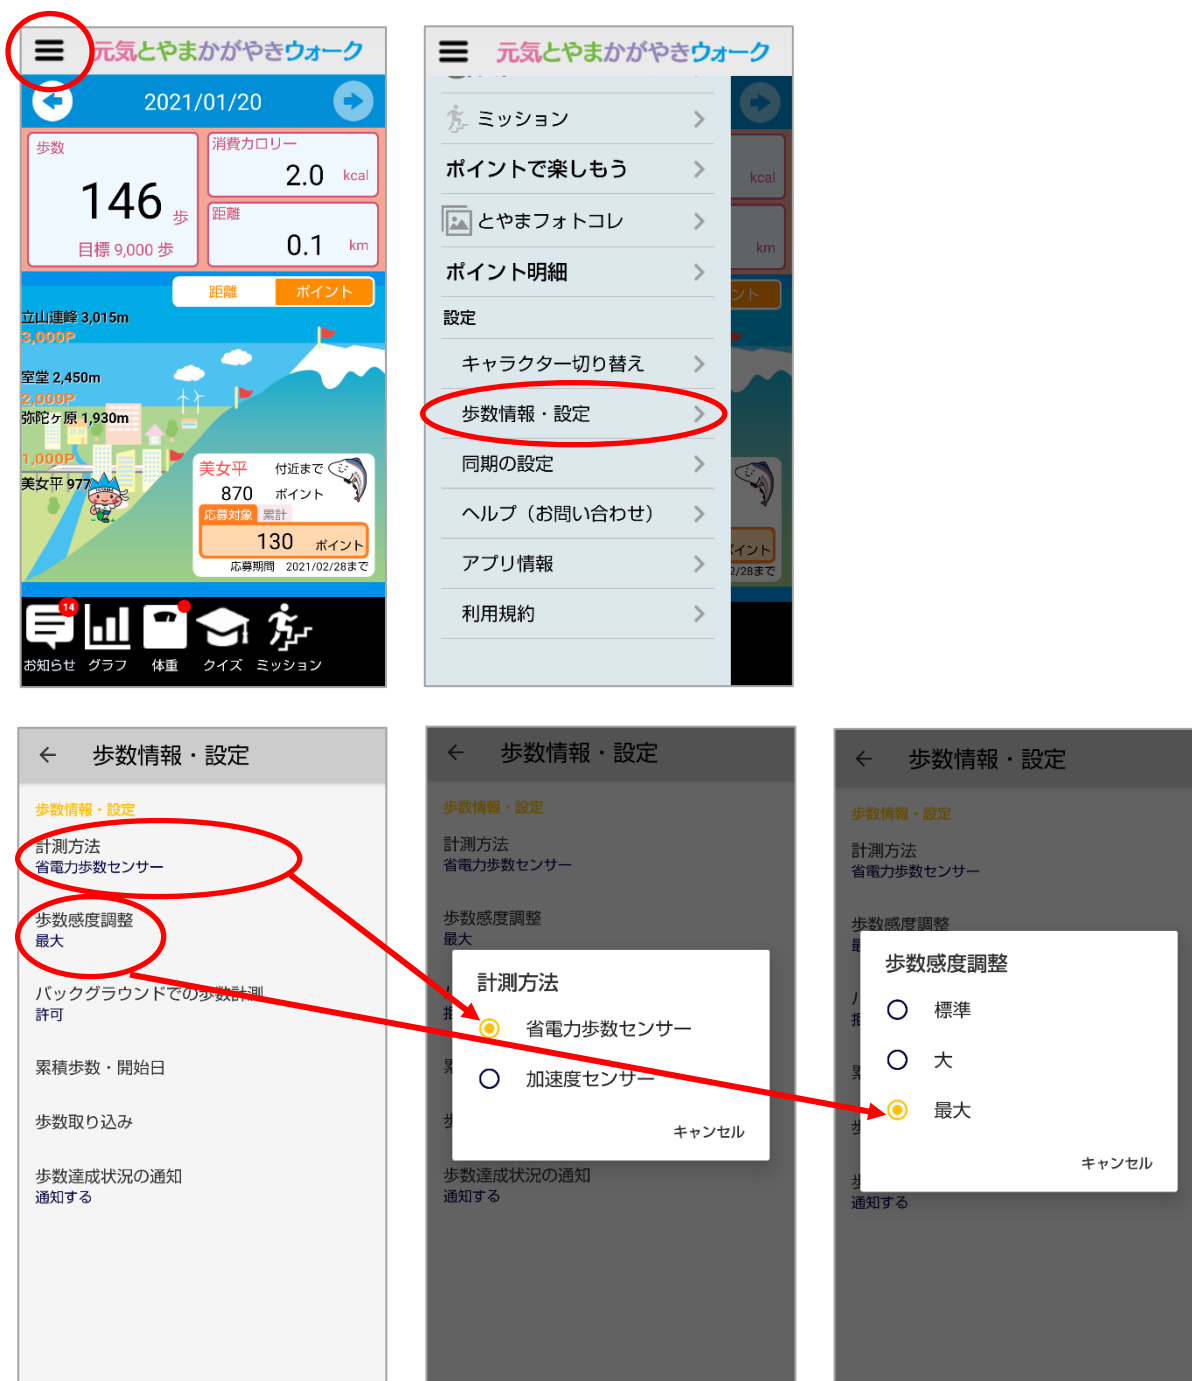 元気とやまかがやきウォーク
2021/01/20
歩数
146 歩
目標 9,000 歩
消費カロリー
2.0 kcal
距離
0.1 km
距離 ポイント
立山連峰 3,015m
3,000P
室堂 2,450m
2,000P
弥陀ヶ原 1,930m
1,000P
美女平 977
美女平 付近まで
870 ポイント
応募対象 累計
130 ポイント
応募期間 2021/02/28まで
14
お知らせ グラフ 体重 クイズ ミッション
元気とやまかがやきウォーク
ミッション
ポイントで楽しもう
とやまフォトコレ
ポイント明細
設定
キャラクター切り替え
歩数情報・設定
同期の設定
ヘルプ（お問い合わせ）
アプリ情報
利用規約
kcal
km
ント
ポイント
2/28まで
歩数情報・設定
歩数情報・設定
計測方法
省電力歩数センサー
歩数感度調整
最大
バックグラウンドでの歩数計測
許可
累積歩数・開始日
歩数取り込み
歩数達成状況の通知
通知する
歩数情報・設定
歩数情報・設定
計測方法
省電力歩数センサー
歩数感度調整
最大
計測方法
省電力歩数センサー
加速度センサー
キャンセル
歩数達成状況の通知
通知する
歩数情報・設定
歩数情報・設定
計測方法
省電力歩数センサー
歩数感度調整
歩数感度調整
標準
大
最大
キャンセル
通知する